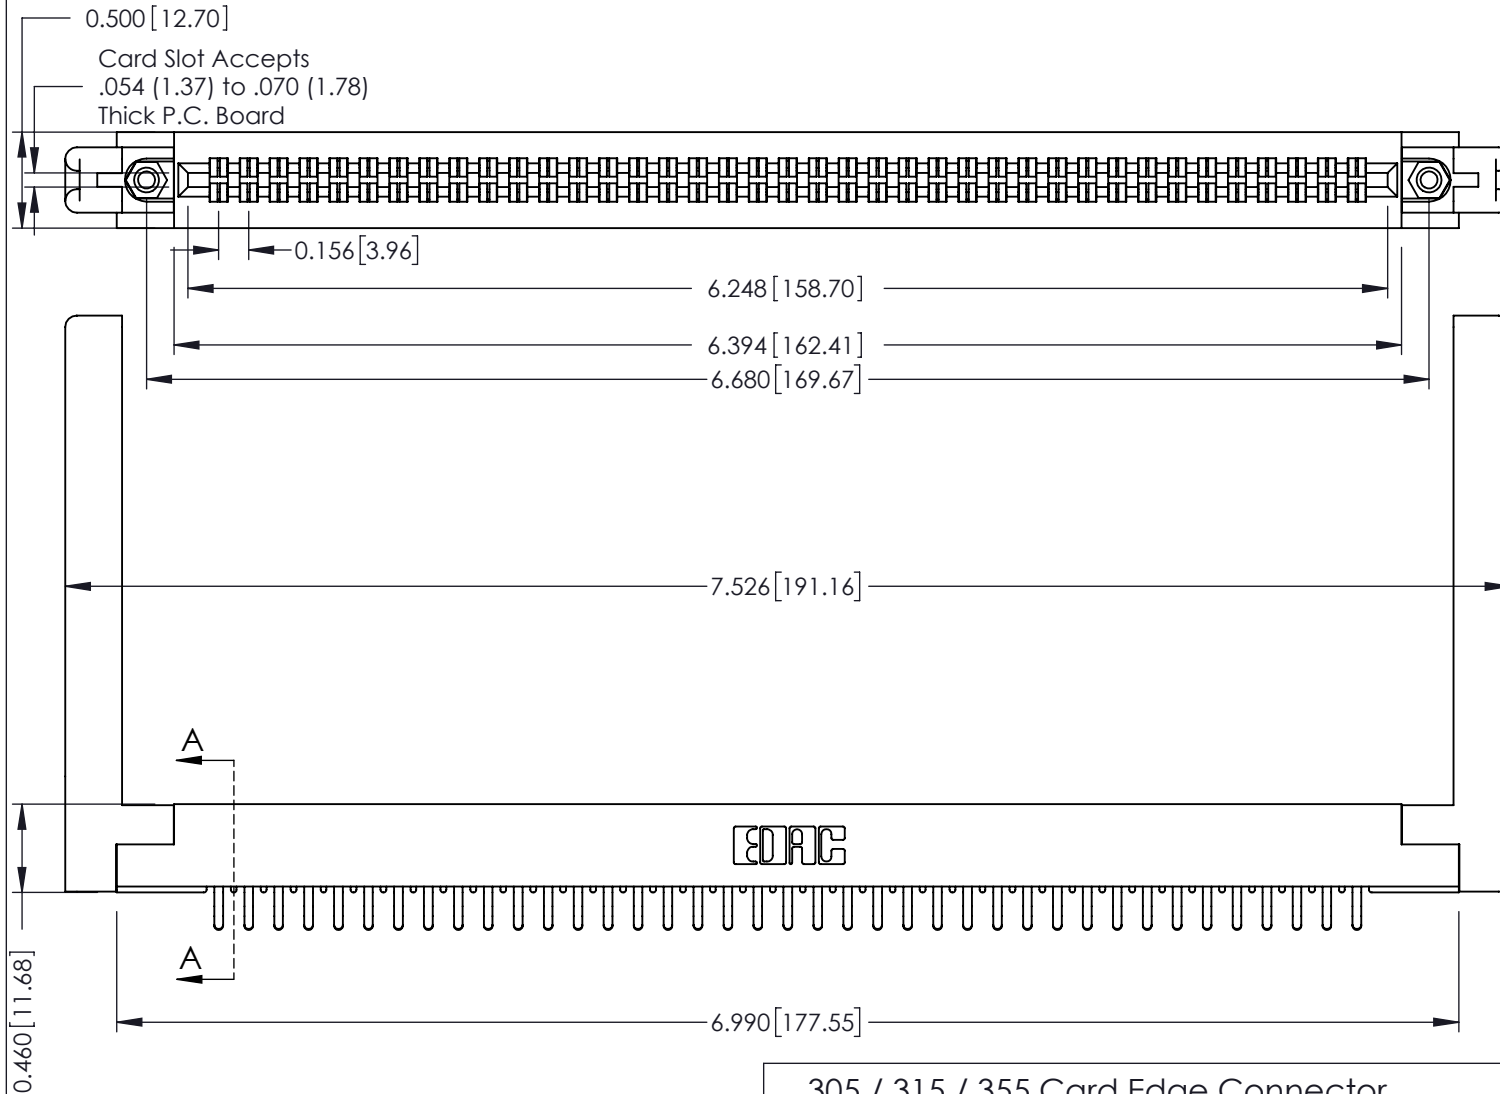 0.500[12.70]
Card Slot Accepts
.054 (1.37) to .070 (1.78)
Thick P.C. Board
0.156[3.96]
6.248[158.70]
6.394[162.41]
6.680[169.67]
7.526[191.16]
A
EDAC
A
0.460[11.68]
6.990[177.55]
305 / 315 / 355 Card Edge Connector